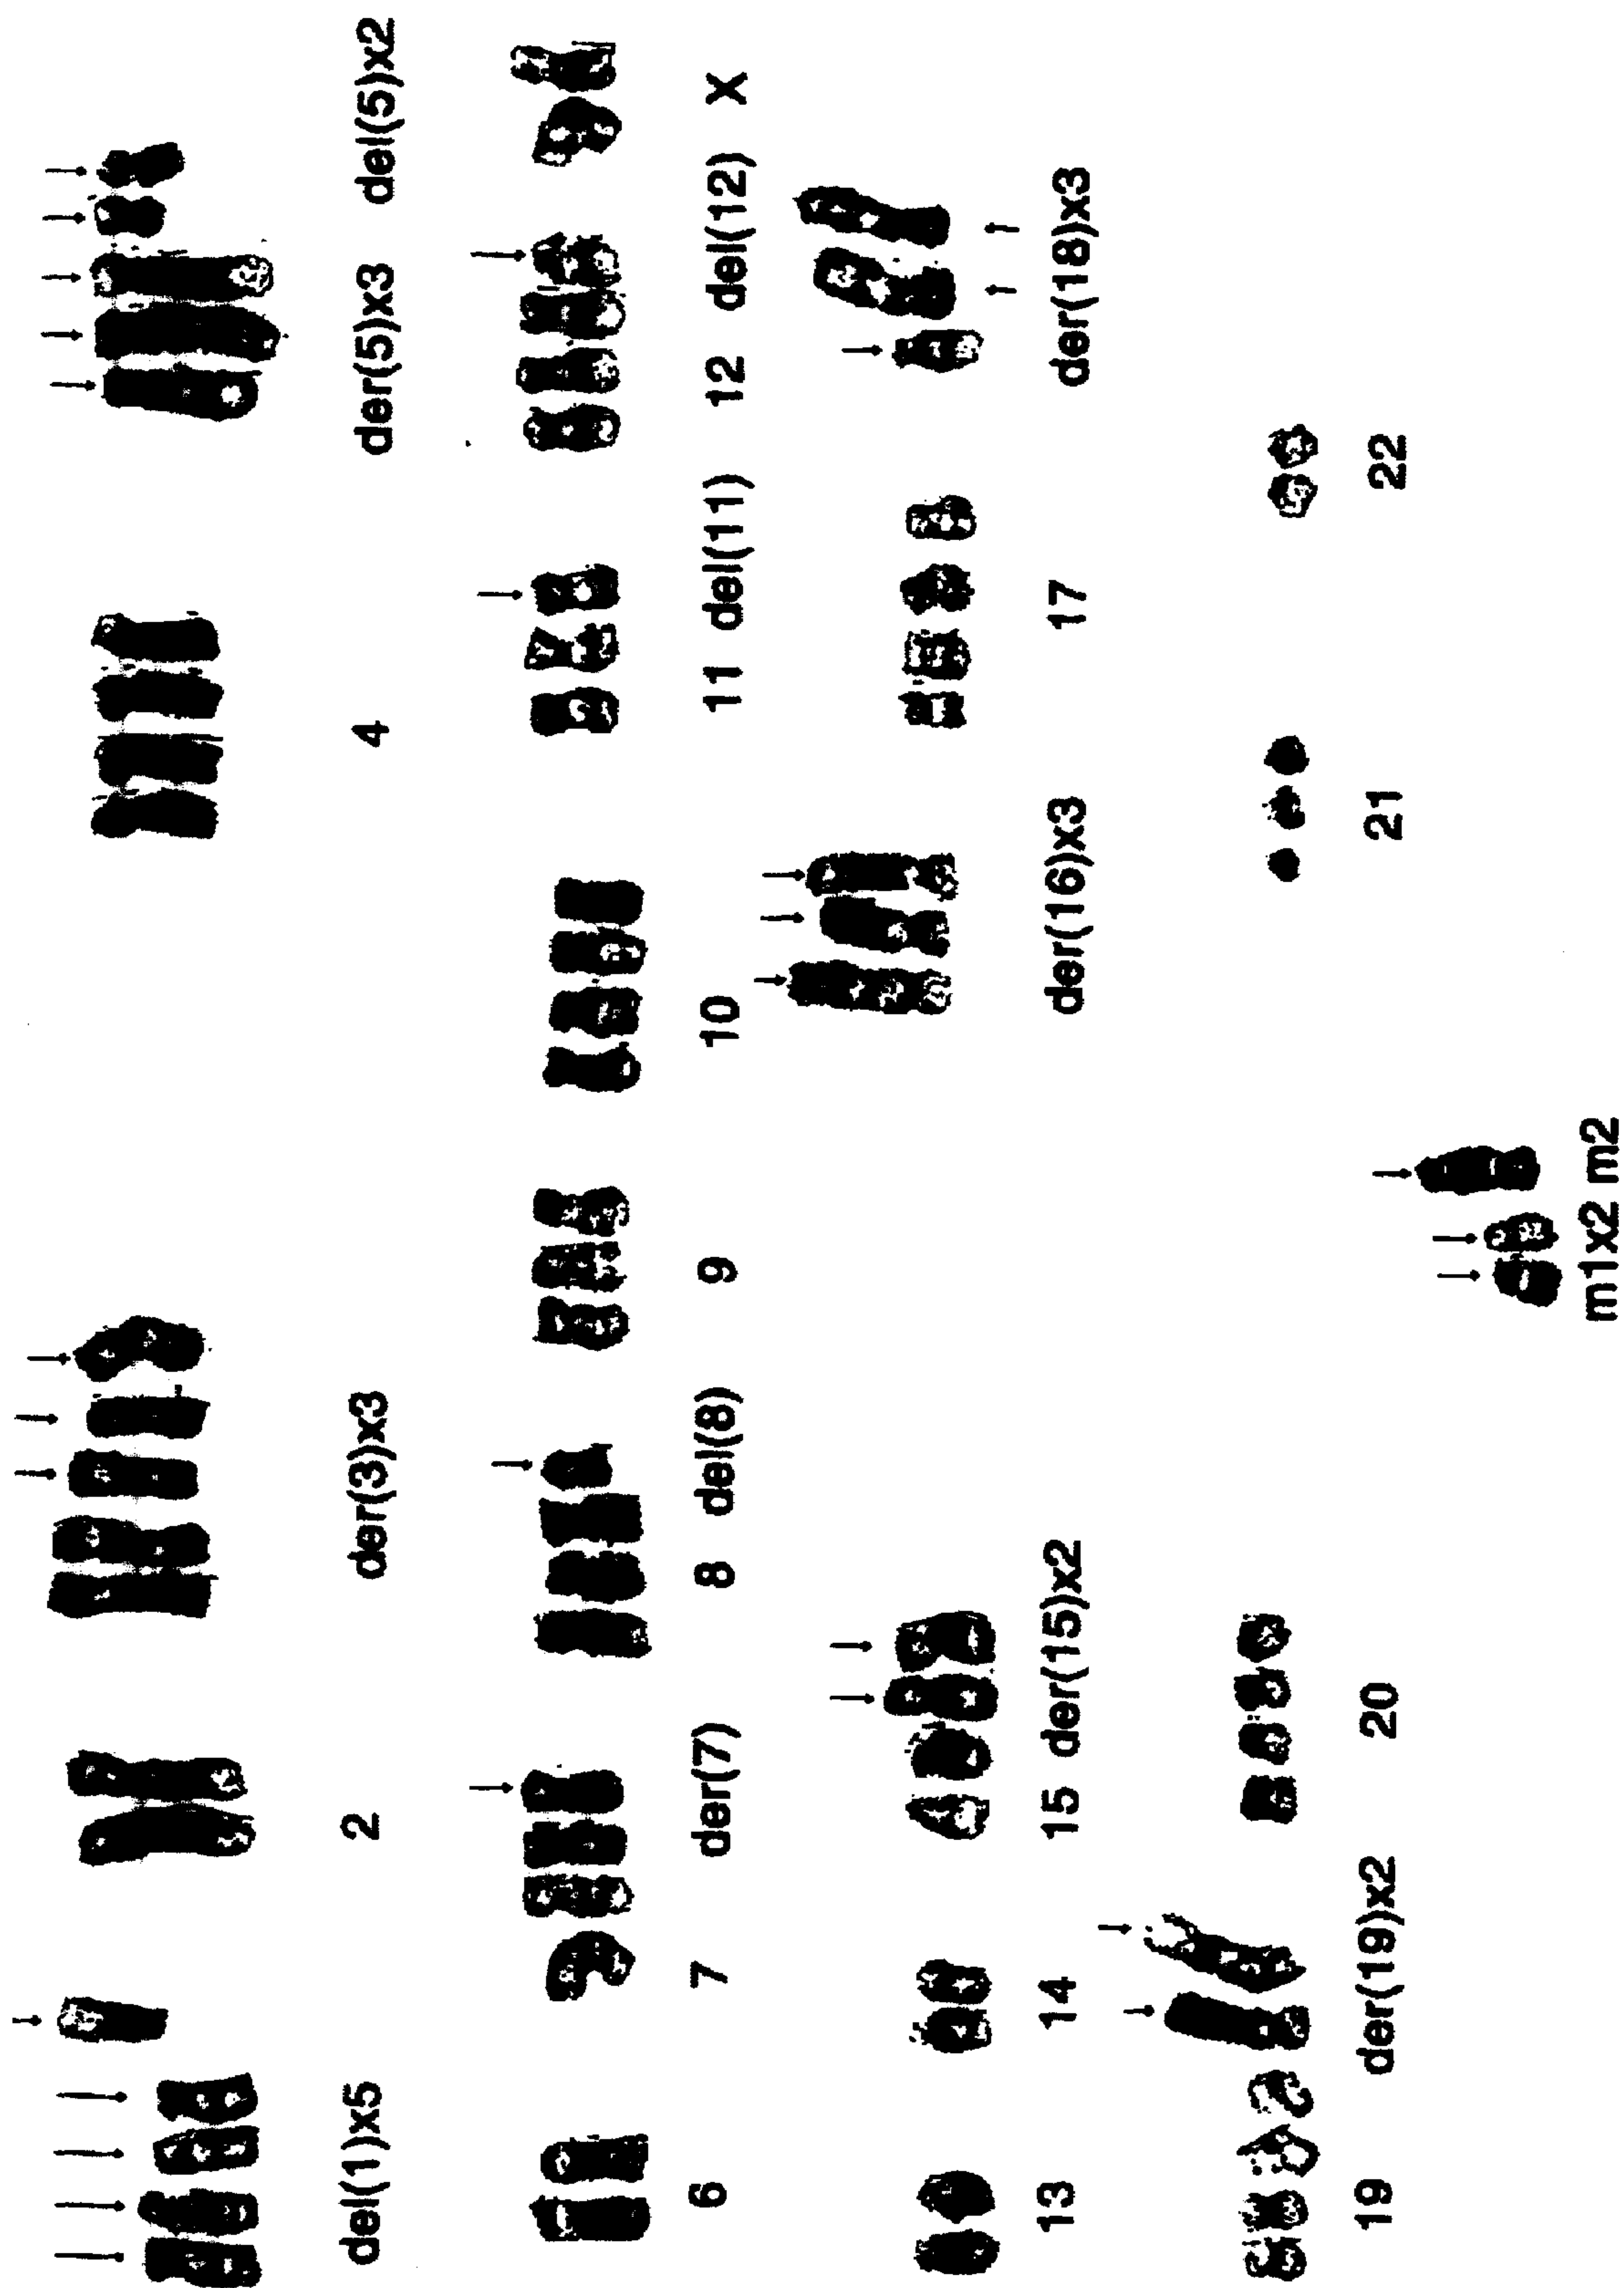 del(1)x5 2 der(3)x3 4 der(5)x3 del(5)x2
6 7 der(7) 8 del(8) 9 10 11 del(11) 12 del(12) X
13 14 15 der(15)x2 der(16)x3 17 der(18)x3
19 der(19)x2 20 21 22
m1x2 m2